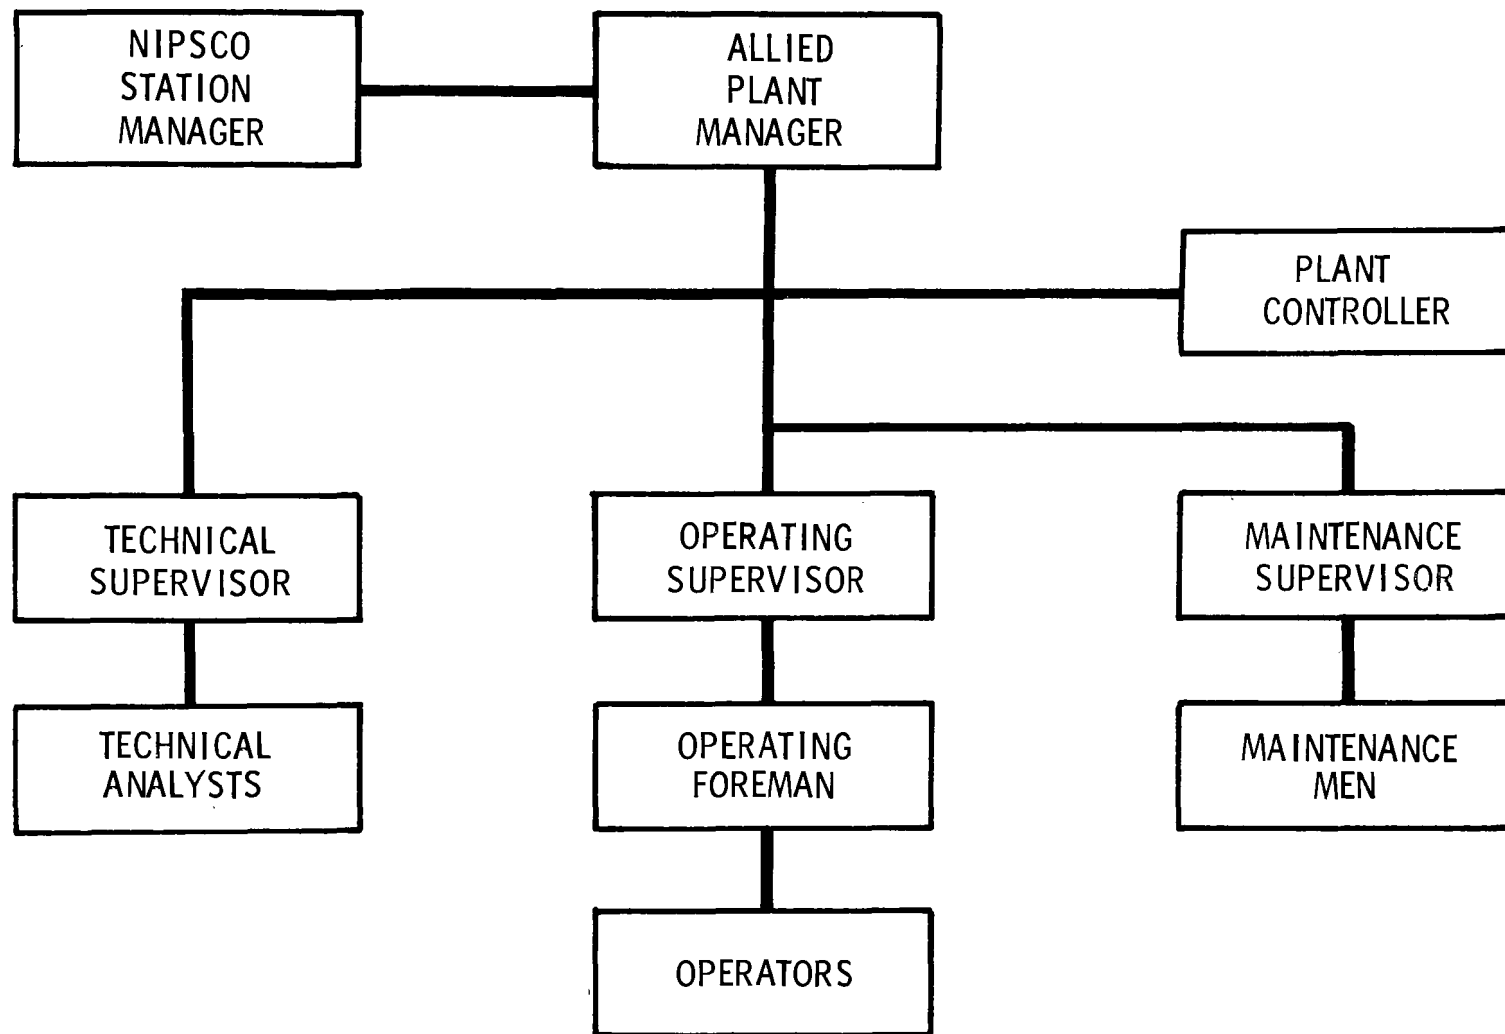 NIPSCO
STATION
MANAGER
ALLIED
PLANT
MANAGER
PLANT
CONTROLLER
TECHNICAL
SUPERVISOR
OPERATING
SUPERVISOR
MAINTENANCE
SUPERVISOR
TECHNICAL
ANALYSTS
OPERATING
FOREMAN
MAINTENANCE
MEN
OPERATORS